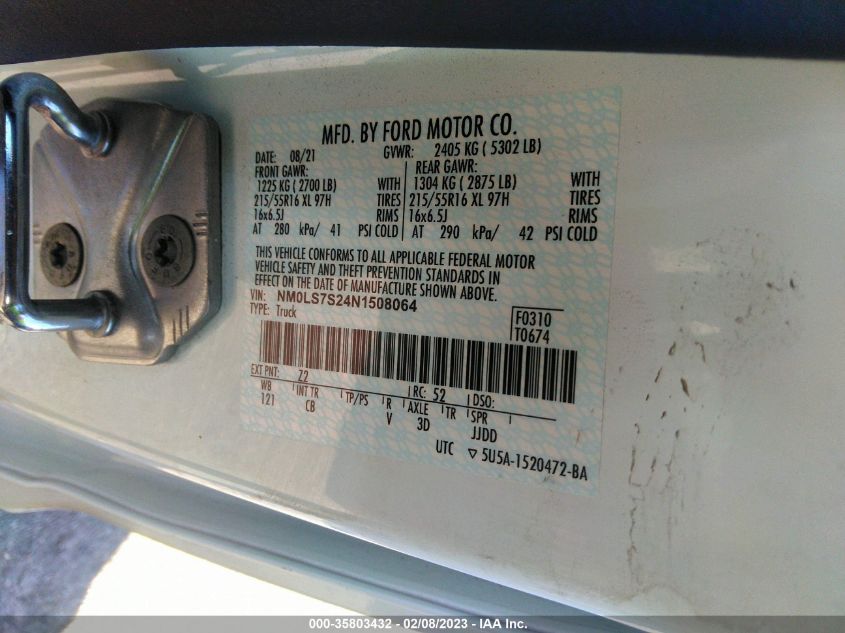 MFD. BY FORD MOTOR CO.
DATE: 08/21 GVWR: 2405 KG ( 5302 LB)
FRONT GAWR: REAR GAWR:
1225 KG ( 2700 LB) WITH 1304 KG ( 2875 LB) WITH
215/55R16 XL 97H TIRES 215/55R16 XL 97H TIRES
16x6.5J RIMS 16x6.5J RIMS
AT 280 kPa/ 41 PSI COLD AT 290 kPa/ 42 PSI COLD
THIS VEHICLE CONFORMS TO ALL APPLICABLE FEDERAL MOTOR
VEHICLE SAFETY AND THEFT PREVENTION STANDARDS IN
EFFECT ON THE DATE OF MANUFACTURE SHOWN ABOVE.
VIN: NM0LS7S24N1508064
TYPE: Truck
F0310
T0674
EXT PNT: Z2 RC: 52 DSO:
WB INT TR TP/PS R AXLE TR SPR
121 CB V 3D JJDD
UTC ▽ 5U5A-1520472-BA
000-35803432 - 02/08/2023 - IAA Inc.